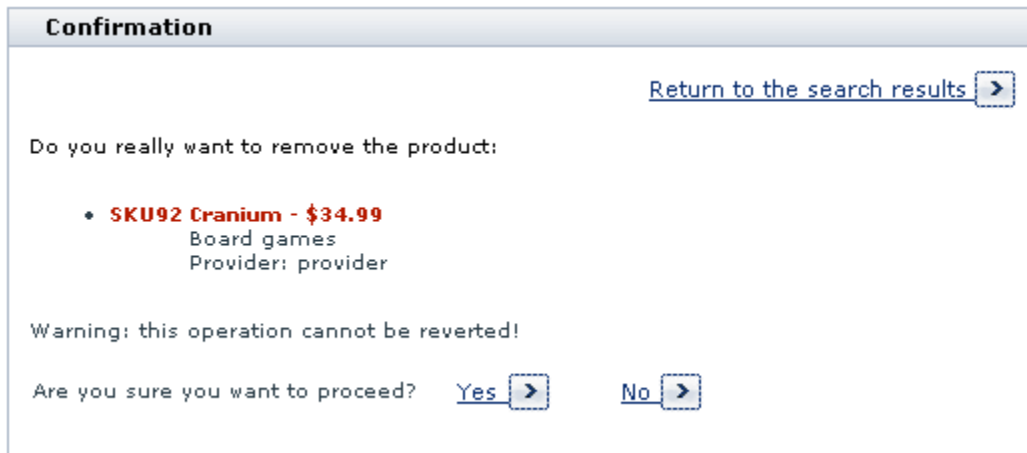 Confirmation
Return to the search results
Do you really want to remove the product:
• SKU92 Cranium - $34.99
Board games
Provider: provider
Warning: this operation cannot be reverted!
Are you sure you want to proceed? Yes No